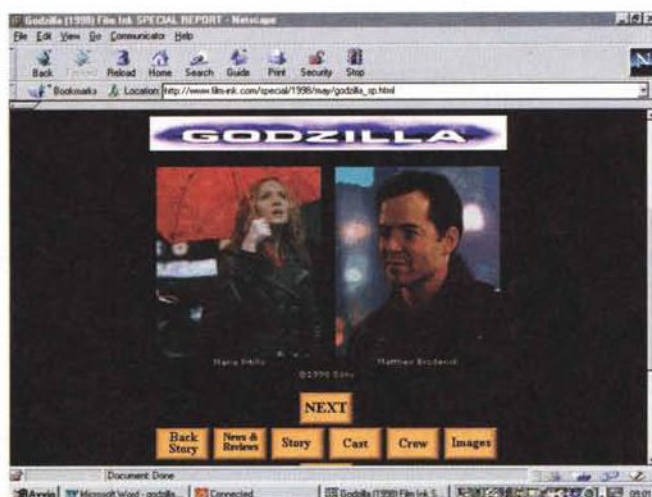 Godzilla (1998) Film Ink SPECIAL REPORT - Netscape
File Edit View Go Communicator Help
Back Forward Reload Home Search Guide Print Security Stop
N
Bookmarks Location: http://www.film-ink.com/special/1998/may/godzilla_sp.html
GODZILLA
Maria Pitillo Matthew Broderick
©1998 Sony
NEXT
Back Story News & Reviews Story Cast Crew Images
Document: Done
Avvio Microsoft Word - godzilla... Connected Godzilla (1998) Film Ink S...